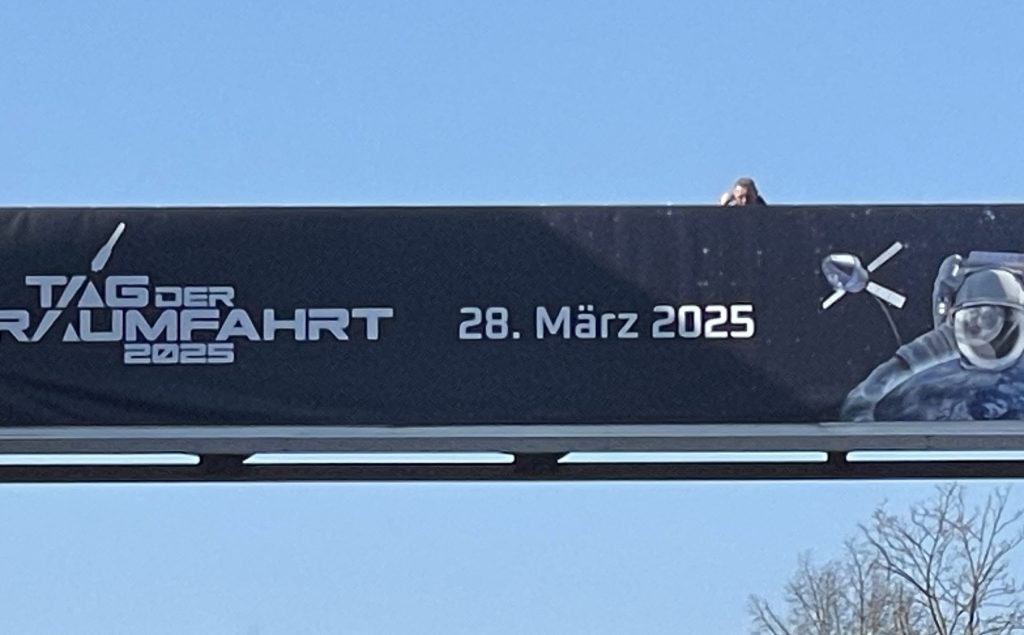 TAG DER
RAUMFAHRT
2025
28. März 2025